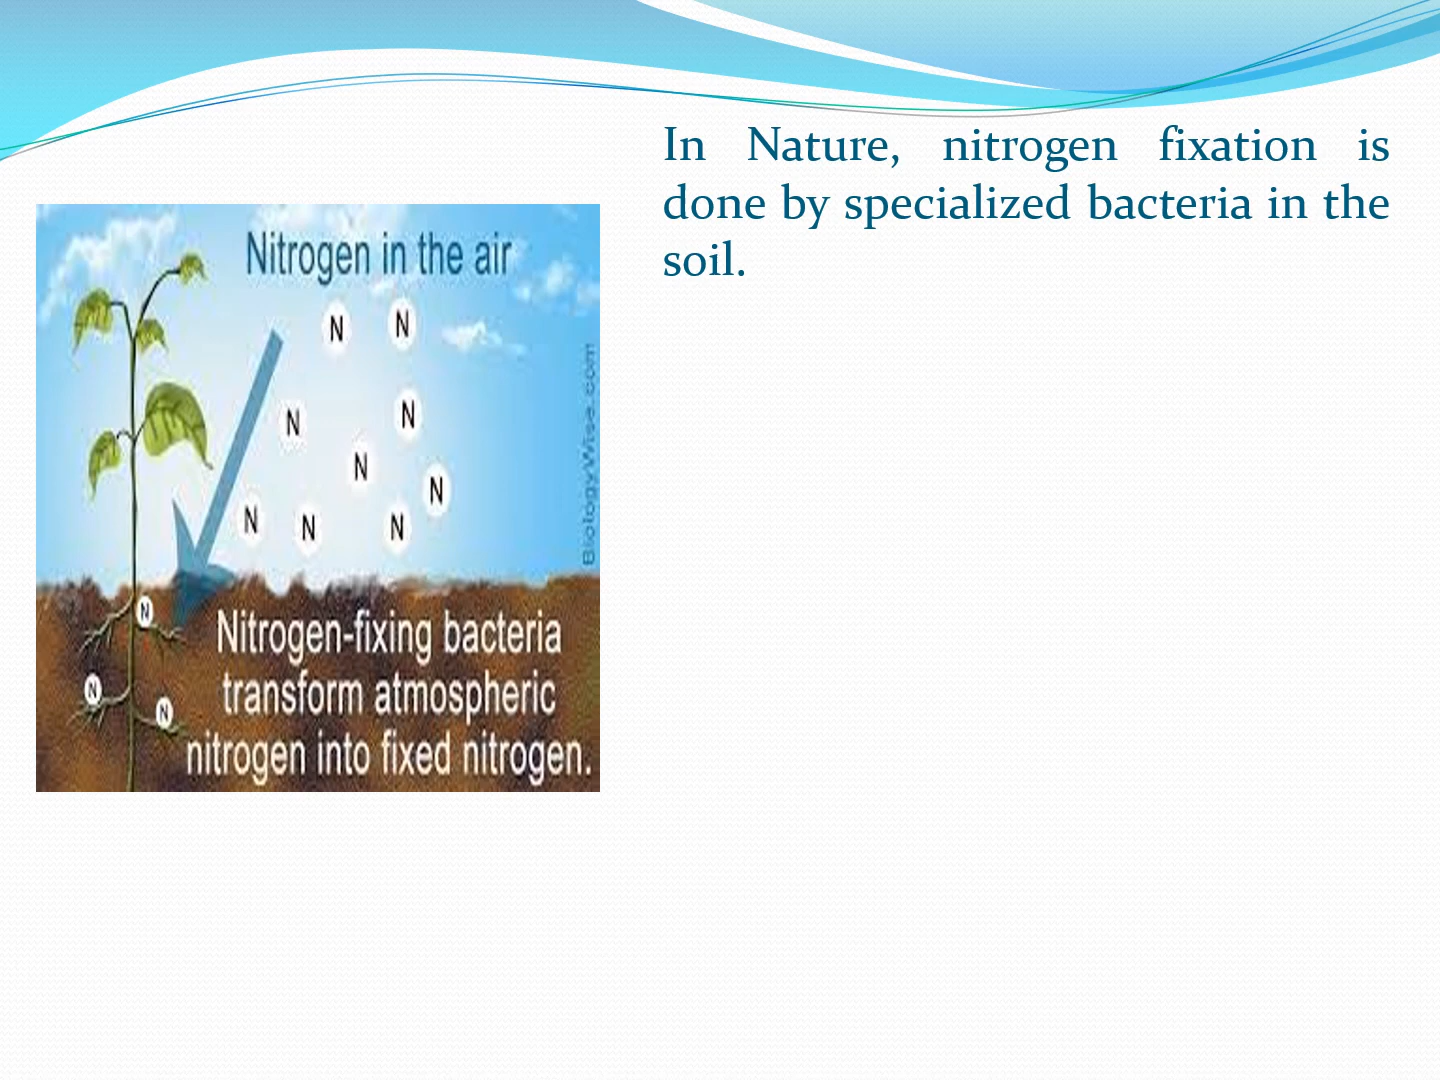 In Nature, nitrogen fixation is
done by specialized bacteria in the
soil.
Nitrogen in the air
N N
N N
N
N
N N N
BiologyWise.com
N
N
N
Nitrogen-fixing bacteria
transform atmospheric
nitrogen into fixed nitrogen.